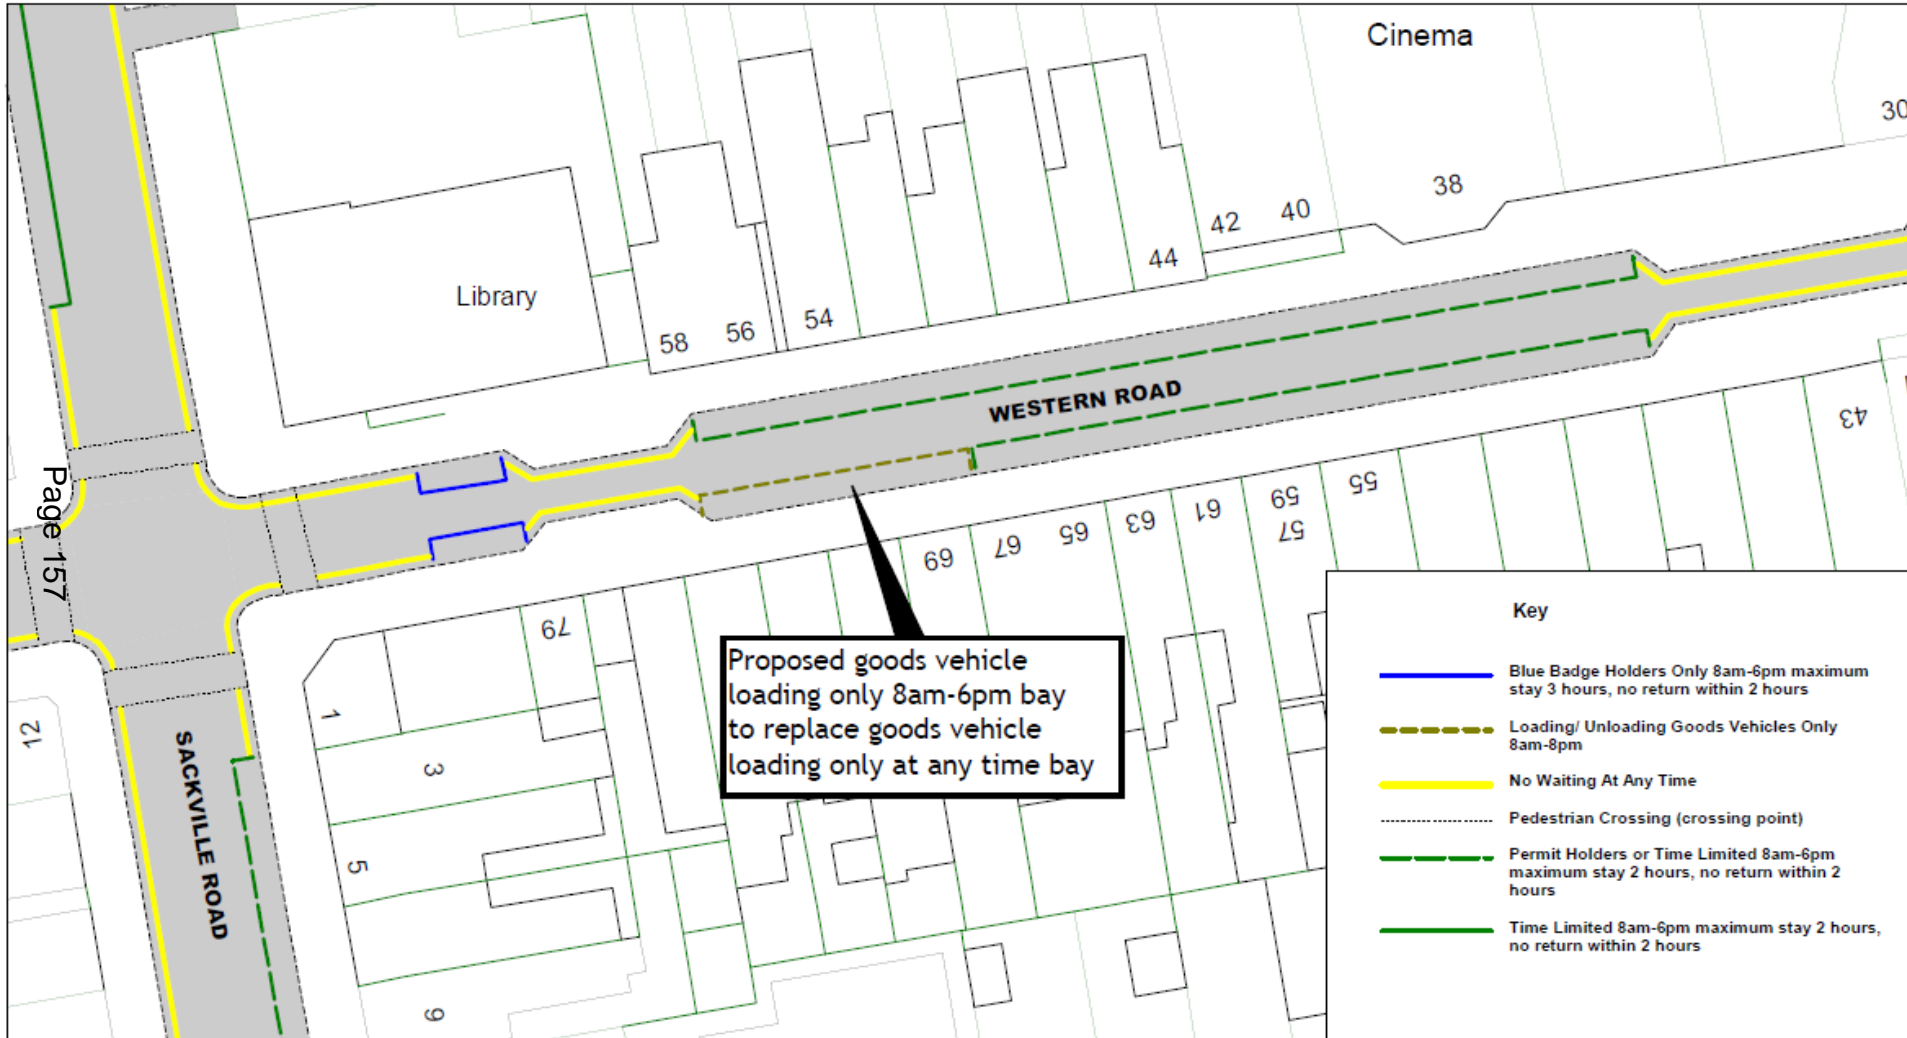 Cinema
30
38
42
40
44
Library
58
56
54
WESTERN ROAD
43
Page 157
55
59
57
61
63
65
67
69
79
Proposed goods vehicle
loading only 8am-6pm bay
to replace goods vehicle
loading only at any time bay
1
3
5
9
12
SACKVILLE ROAD
Key
Blue Badge Holders Only 8am-6pm maximum
stay 3 hours, no return within 2 hours
Loading/ Unloading Goods Vehicles Only
8am-8pm
No Waiting At Any Time
Pedestrian Crossing (crossing point)
Permit Holders or Time Limited 8am-6pm
maximum stay 2 hours, no return within 2
hours
Time Limited 8am-6pm maximum stay 2 hours,
no return within 2 hours